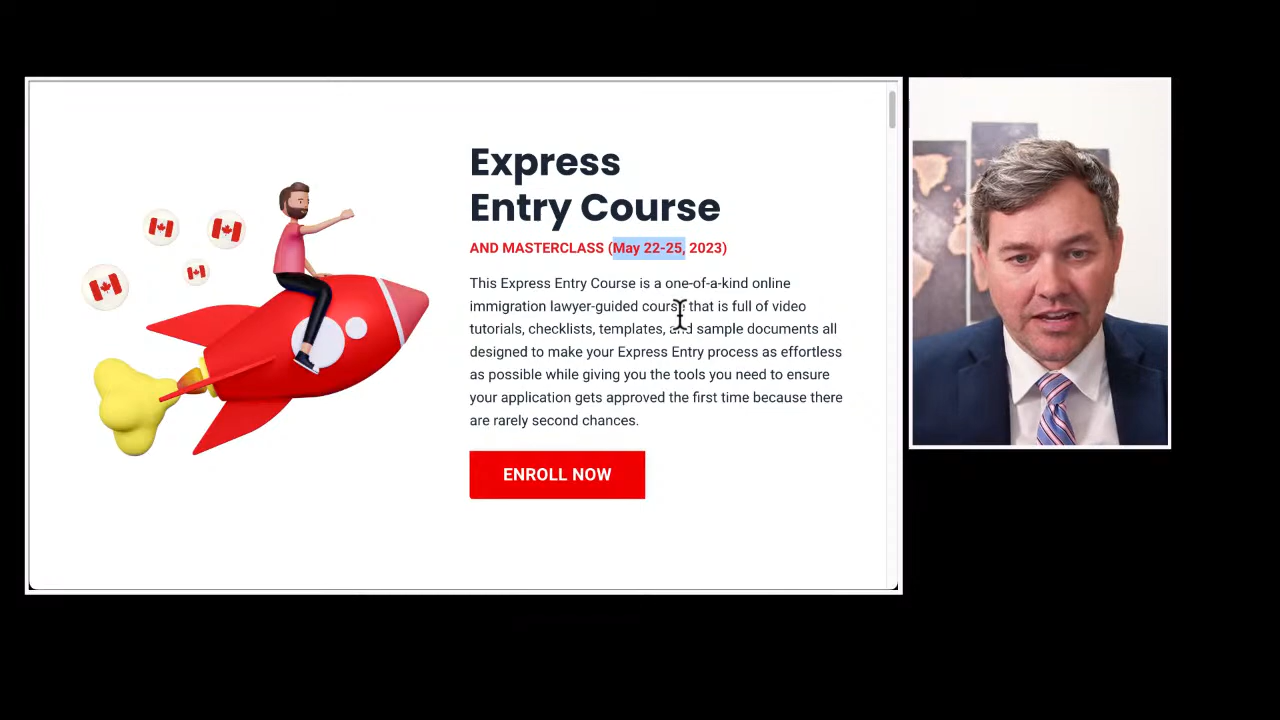 Express
Entry Course
AND MASTERCLASS (May 22-25, 2023)
This Express Entry Course is a one-of-a-kind online
immigration lawyer-guided course that is full of video
tutorials, checklists, templates, and sample documents all
designed to make your Express Entry process as effortless
as possible while giving you the tools you need to ensure
your application gets approved the first time because there
are rarely second chances.
ENROLL NOW